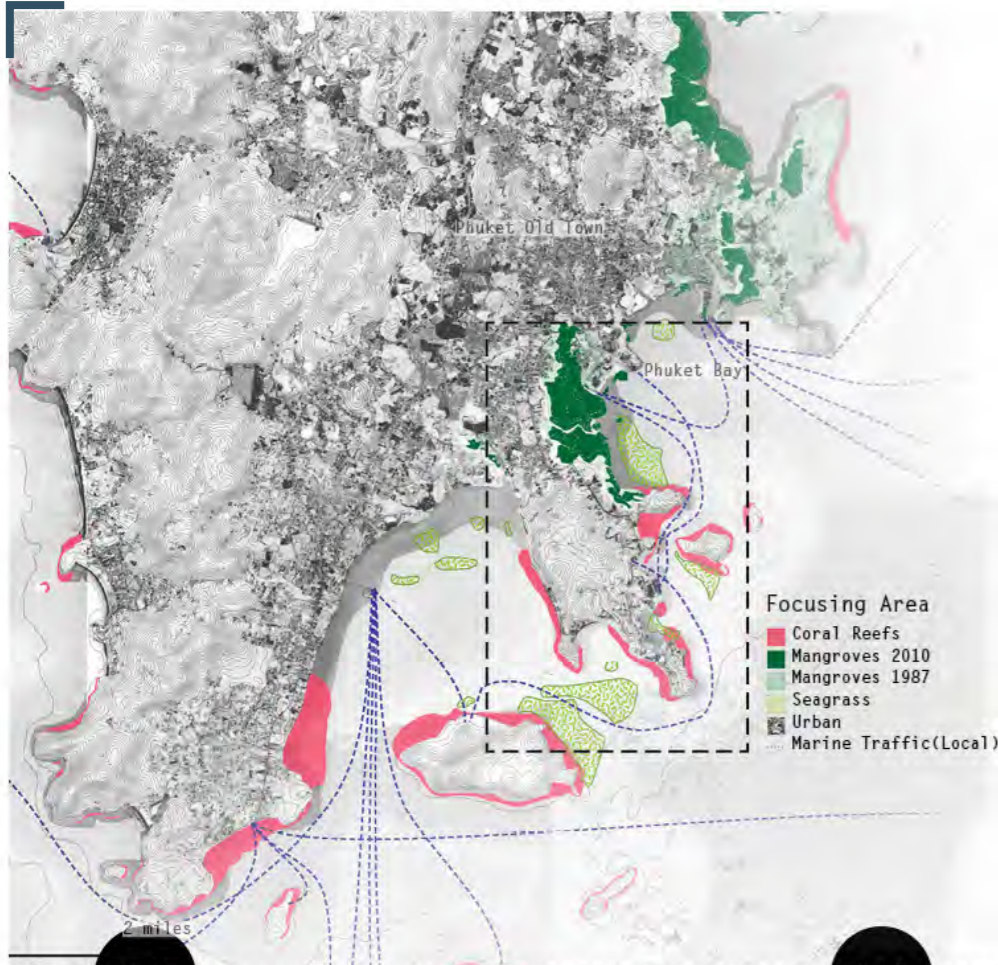 Phuket Old Town
Phuket Bay
Focusing Area
Coral Reefs
Mangroves 2010
Mangroves 1987
Seagrass
Urban
Marine Traffic(Local)
2 miles